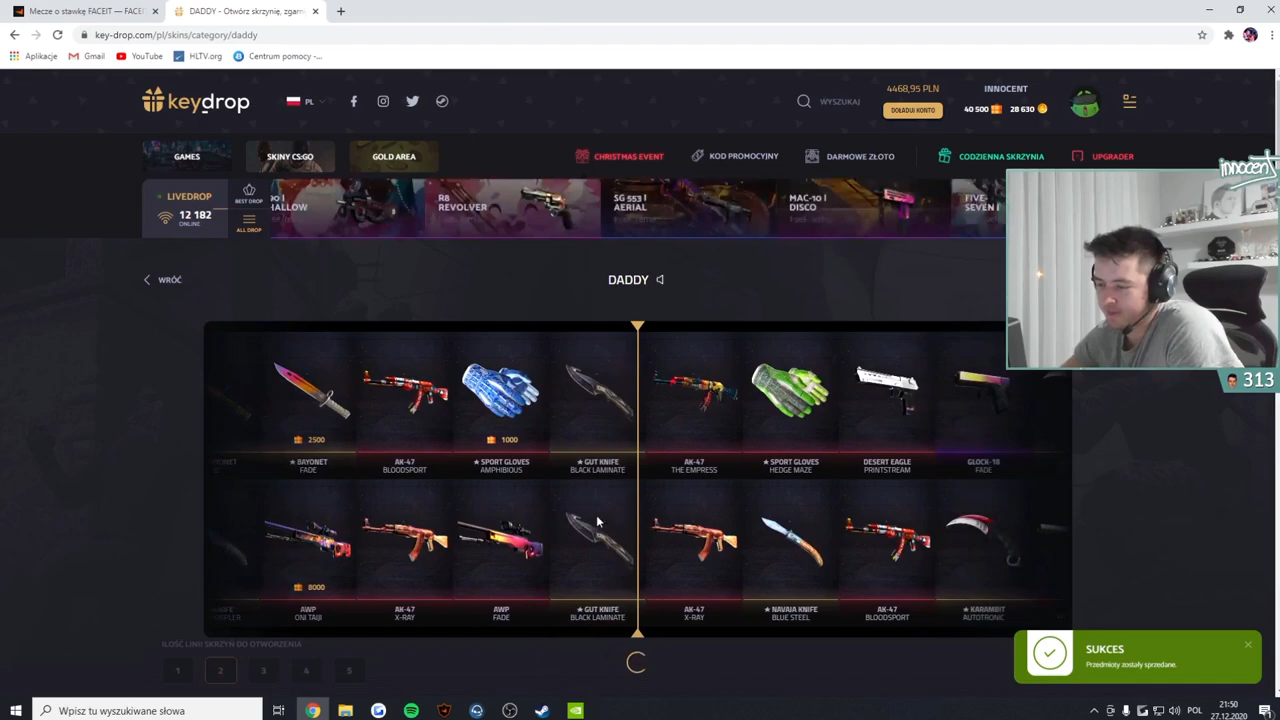 Mecze o stawkę FACEIT — FACEI
DADDY - Otwórz skrzynię, zgarn
key-drop.com/pl/skins/category/daddy
Aplikacje
Gmail
YouTube
HLTV.org
Centrum pomocy -...
keydrop
PL
WYSZUKAJ
4468,95 PLN
DOŁADUJ KONTO
INNOCENT
40 500
28 630
GAMES
SKINY CS:GO
GOLD AREA
CHRISTMAS EVENT
KOD PROMOCYJNY
DARMOWE ZŁOTO
CODZIENNA SKRZYNIA
UPGRADER
innocent
LIVEDROP
12 182
ONLINE
BEST DROP
ALL DROP
HALLOW
R8
REVOLVER
SG 553 |
AERIAL
MAC-10 |
DISCO
FIVE-
SEVEN |
WRÓĆ
DADDY
313
2500
1000
★ BAYONET
FADE
AK-47
BLOODSPORT
★ SPORT GLOVES
AMPHIBIOUS
★ GUT KNIFE
BLACK LAMINATE
AK-47
THE EMPRESS
★ SPORT GLOVES
HEDGE MAZE
DESERT EAGLE
PRINTSTREAM
GLOCK-18
FADE
8000
AWP
ONI TAIJI
AK-47
X-RAY
AWP
FADE
★ GUT KNIFE
BLACK LAMINATE
AK-47
X-RAY
★ NAVAJA KNIFE
BLUE STEEL
AK-47
BLOODSPORT
★ KARAMBIT
AUTOTRONIC
ILOŚĆ LINII SKRZYŃ DO OTWORZENIA
1
2
3
4
5
SUKCES
Przedmioty zostały sprzedane.
Wpisz tu wyszukiwane słowa
POL
21:50
27.12.2020